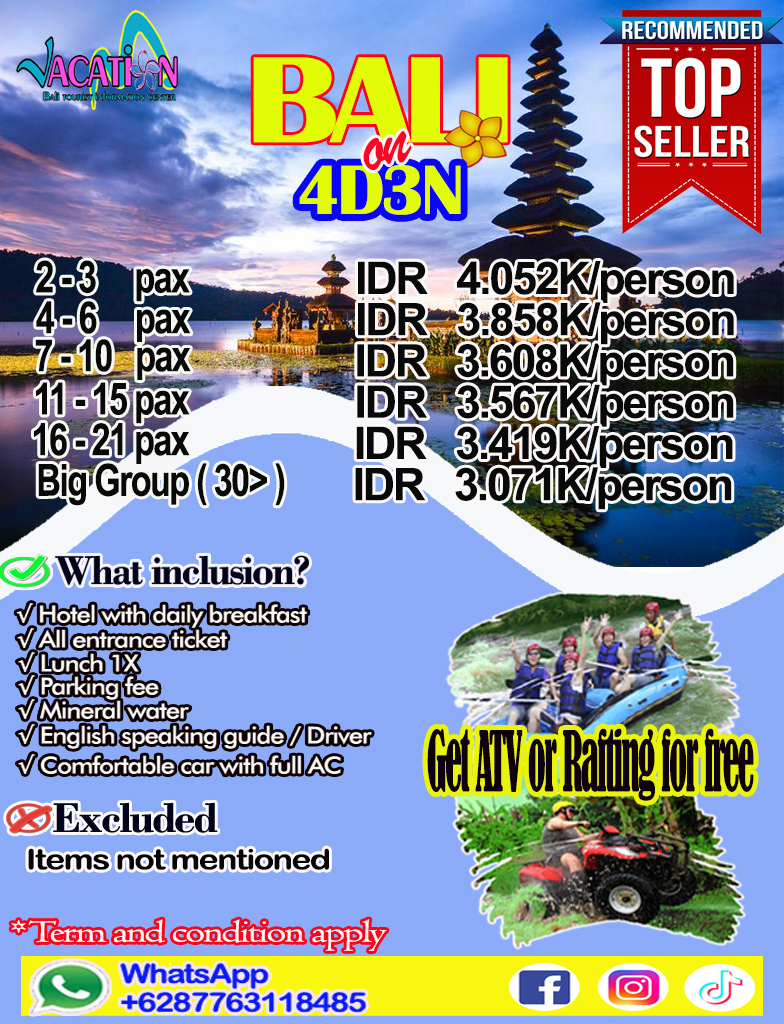 VACATION
BALI TOURIST INFORMATION CENTER
RECOMMENDED
TOP
SELLER
BALI
on
4D3N
2 - 3 pax IDR 4.052K/person
4 - 6 pax IDR 3.858K/person
7 - 10 pax IDR 3.608K/person
11 - 15 pax IDR 3.567K/person
16 - 21 pax IDR 3.419K/person
Big Group ( 30> ) IDR 3.071K/person
What inclusion?
√ Hotel with daily breakfast
√ All entrance ticket
√ Lunch 1X
√ Parking fee
√ Mineral water
√ English speaking guide / Driver
√ Comfortable car with full AC
Get ATV or Rafting for free
Excluded
Items not mentioned
*Term and condition apply
WhatsApp
+6287763118485